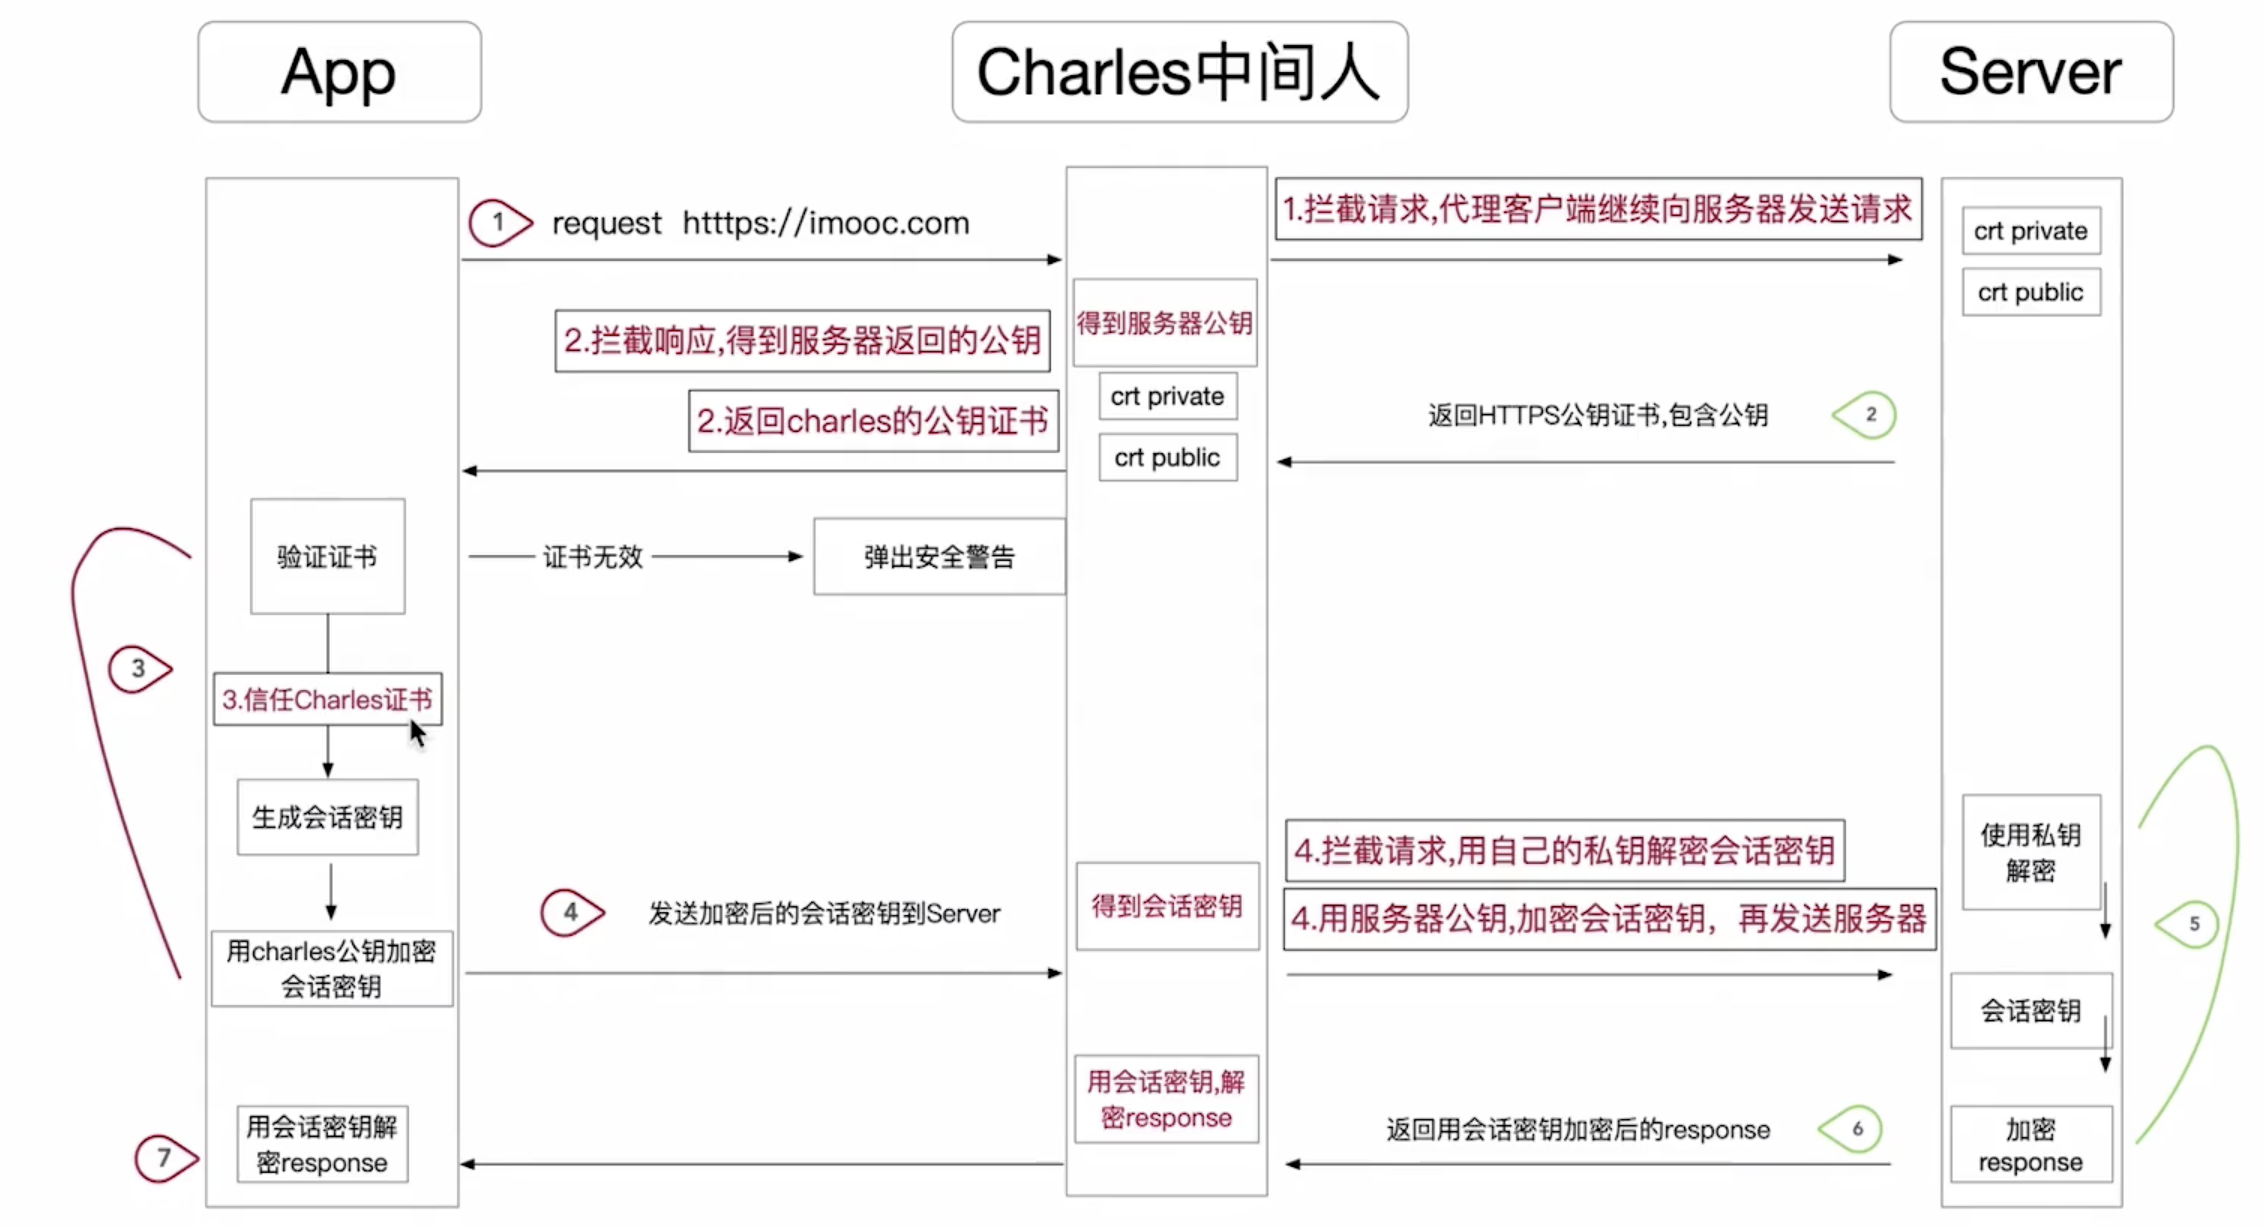 App
Charles中间人
Server
1
request htttps://imooc.com
1.拦截请求,代理客户端继续向服务器发送请求
crt private
crt public
得到服务器公钥
2.拦截响应,得到服务器返回的公钥
crt private
2.返回charles的公钥证书
crt public
返回HTTPS公钥证书,包含公钥
2
验证证书
证书无效
弹出安全警告
3
3.信任Charles证书
生成会话密钥
用charles公钥加密
会话密钥
4
发送加密后的会话密钥到Server
得到会话密钥
4.拦截请求,用自己的私钥解密会话密钥
4.用服务器公钥,加密会话密钥，再发送服务器
使用私钥
解密
5
会话密钥
用会话密钥,解
密response
返回用会话密钥加密后的response
6
加密
response
7
用会话密钥解
密response